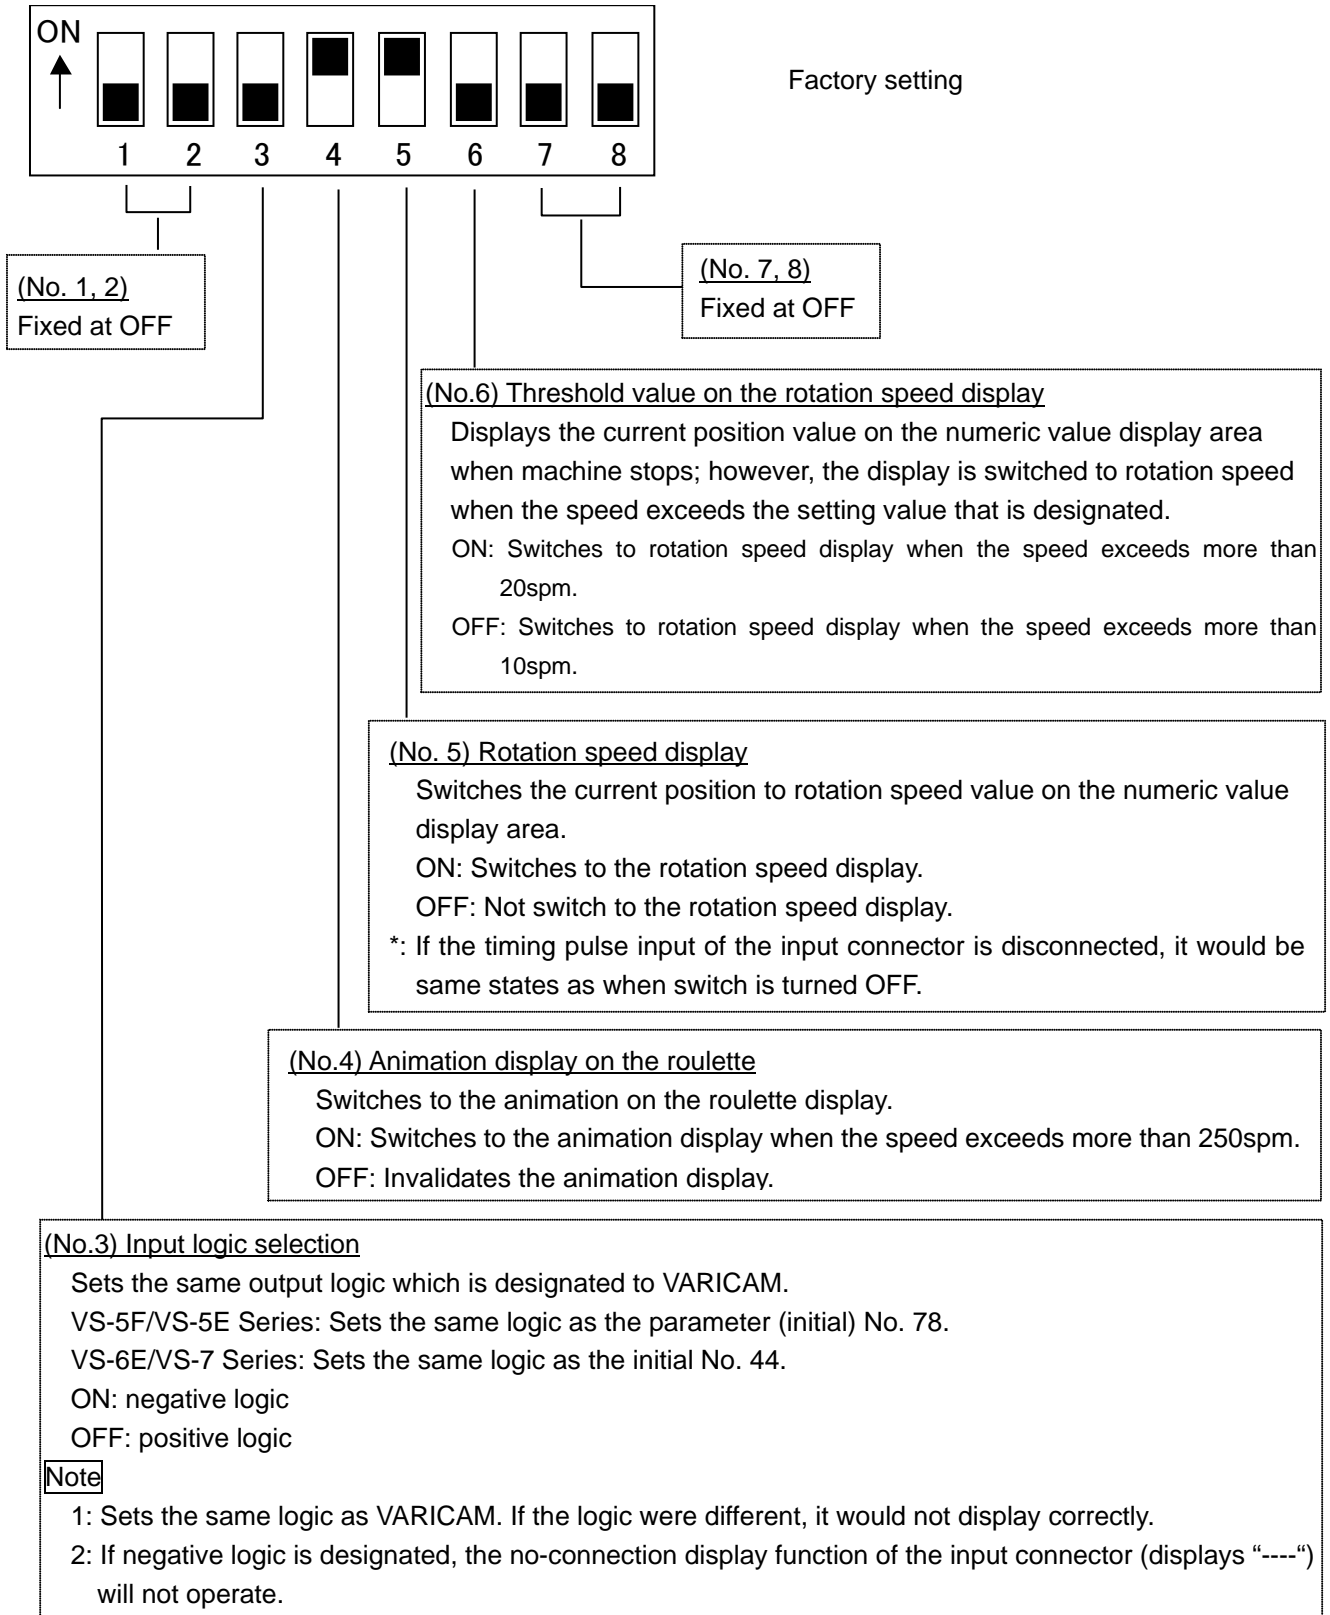 ON
Factory setting
1 2 3 4 5 6 7 8
(No. 1, 2)
Fixed at OFF
(No. 7, 8)
Fixed at OFF
(No.6) Threshold value on the rotation speed display
Displays the current position value on the numeric value display area
when machine stops; however, the display is switched to rotation speed
when the speed exceeds the setting value that is designated.
ON: Switches to rotation speed display when the speed exceeds more than
20spm.
OFF: Switches to rotation speed display when the speed exceeds more than
10spm.
(No. 5) Rotation speed display
Switches the current position to rotation speed value on the numeric value
display area.
ON: Switches to the rotation speed display.
OFF: Not switch to the rotation speed display.
*: If the timing pulse input of the input connector is disconnected, it would be
same states as when switch is turned OFF.
(No.4) Animation display on the roulette
Switches to the animation on the roulette display.
ON: Switches to the animation display when the speed exceeds more than 250spm.
OFF: Invalidates the animation display.
(No.3) Input logic selection
Sets the same output logic which is designated to VARICAM.
VS-5F/VS-5E Series: Sets the same logic as the parameter (initial) No. 78.
VS-6E/VS-7 Series: Sets the same logic as the initial No. 44.
ON: negative logic
OFF: positive logic
Note
1: Sets the same logic as VARICAM. If the logic were different, it would not display correctly.
2: If negative logic is designated, the no-connection display function of the input connector (displays “----“)
will not operate.